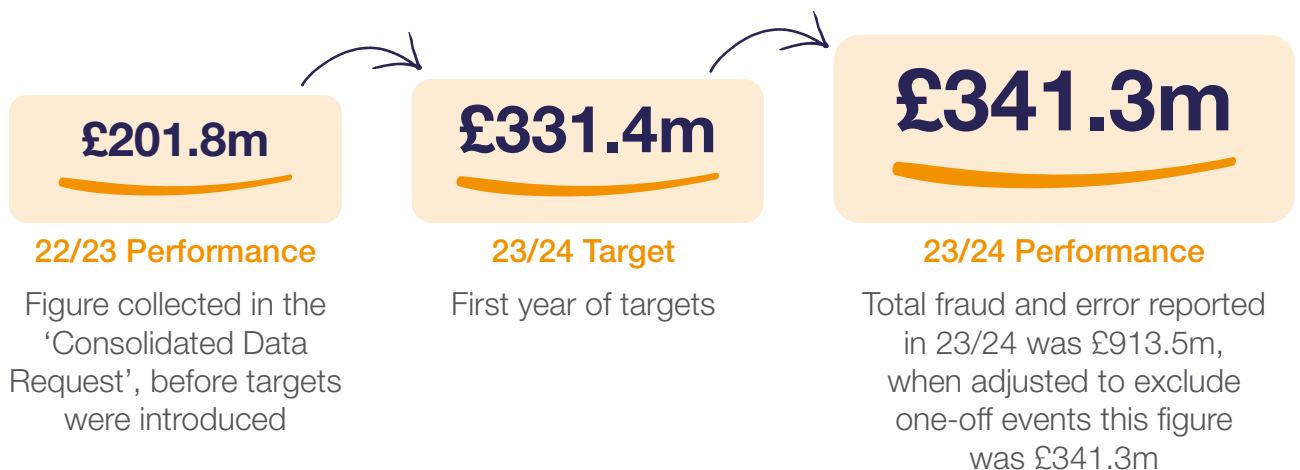 £201.8m
22/23 Performance
Figure collected in the
‘Consolidated Data
Request’, before targets
were introduced
£331.4m
23/24 Target
First year of targets
£341.3m
23/24 Performance
Total fraud and error reported
in 23/24 was £913.5m,
when adjusted to exclude
one-off events this figure
was £341.3m